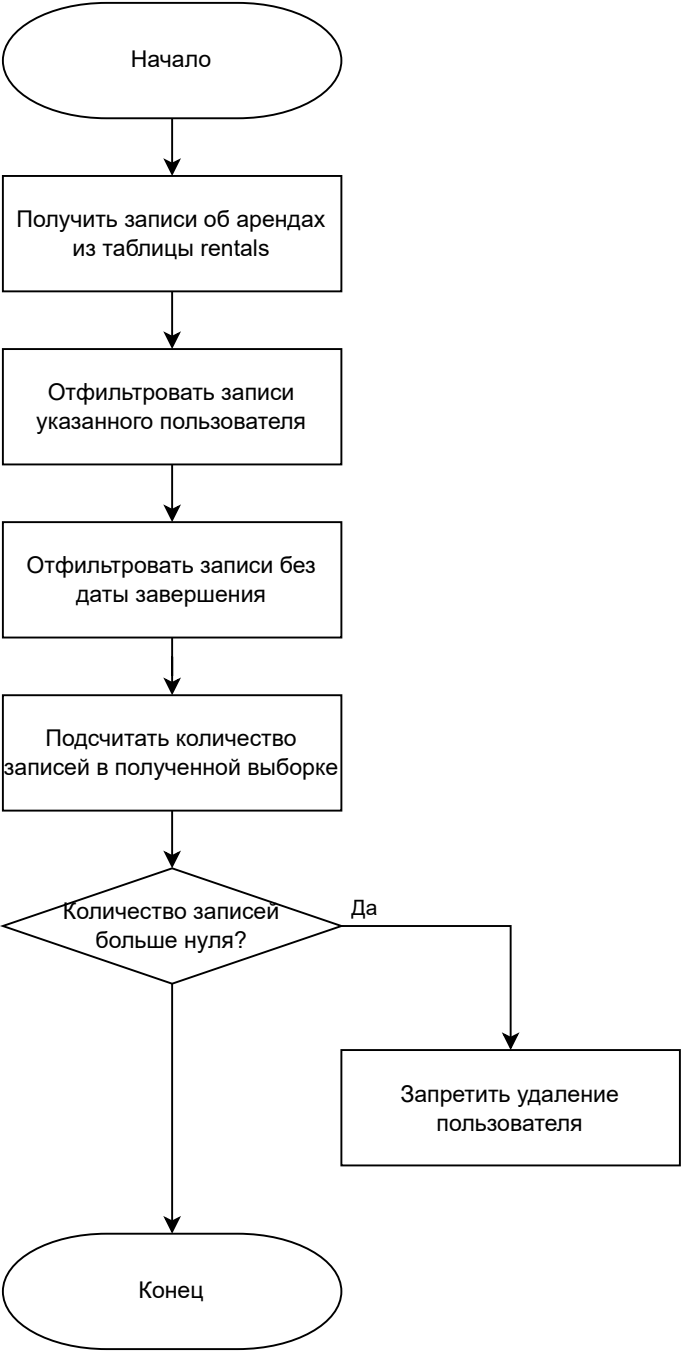 Начало
Получить записи об арендах
из таблицы rentals
Отфильтровать записи
указанного пользователя
Отфильтровать записи без
даты завершения
Подсчитать количество
записей в полученной выборке
Количество записей
больше нуля?
Да
Запретить удаление
пользователя
Конец